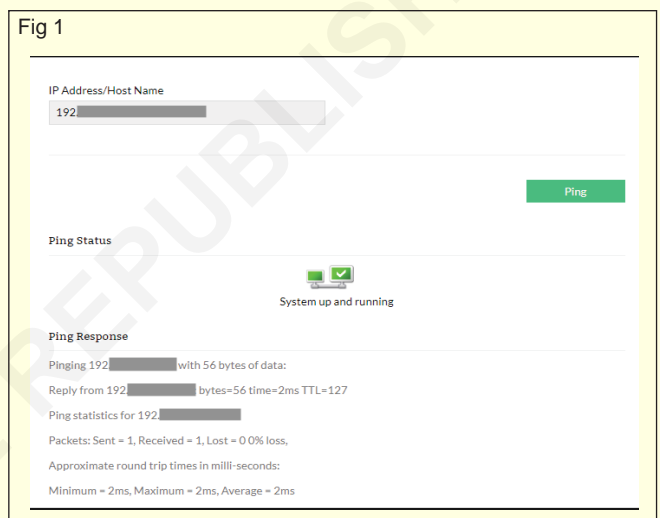 Fig 1
IP Address/Host Name
192.
Ping
Ping Status
System up and running
Ping Response
Pinging 192. with 56 bytes of data:
Reply from 192. bytes=56 time=2ms TTL=127
Ping statistics for 192.
Packets: Sent = 1, Received = 1, Lost = 0 0% loss,
Approximate round trip times in milli-seconds:
Minimum = 2ms, Maximum = 2ms, Average = 2ms
REPUBLISH